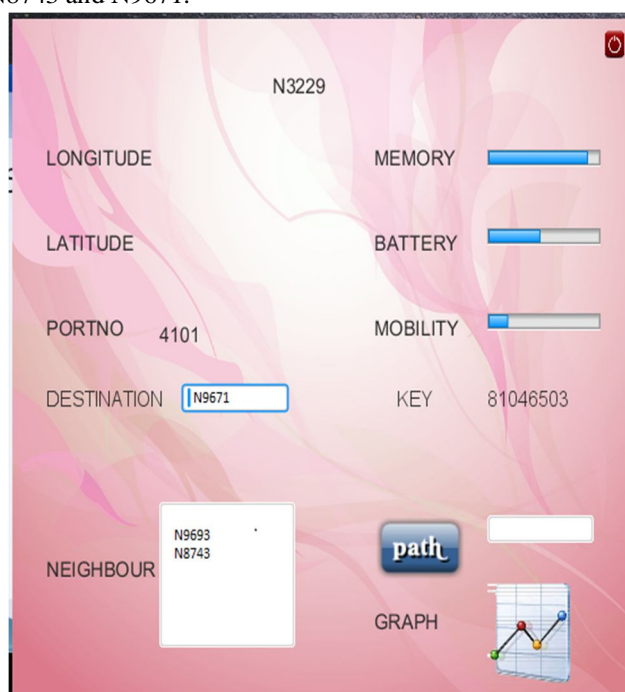 N8743 and N9671.
N3229
LONGITUDE
MEMORY
LATITUDE
BATTERY
PORTNO 4101
MOBILITY
DESTINATION N9671
KEY 81046503
NEIGHBOUR
N9693
N8743
path
GRAPH